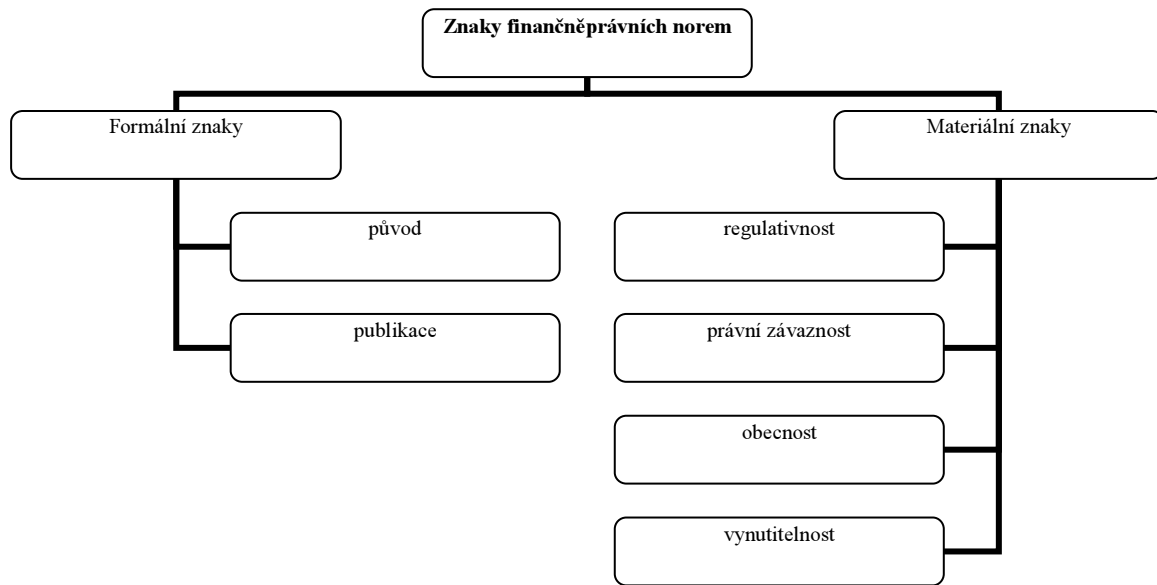 Znaky finančněprávních norem
Formální znaky
Materiální znaky
původ
regulativnost
publikace
právní závaznost
obecnost
vynutitelnost